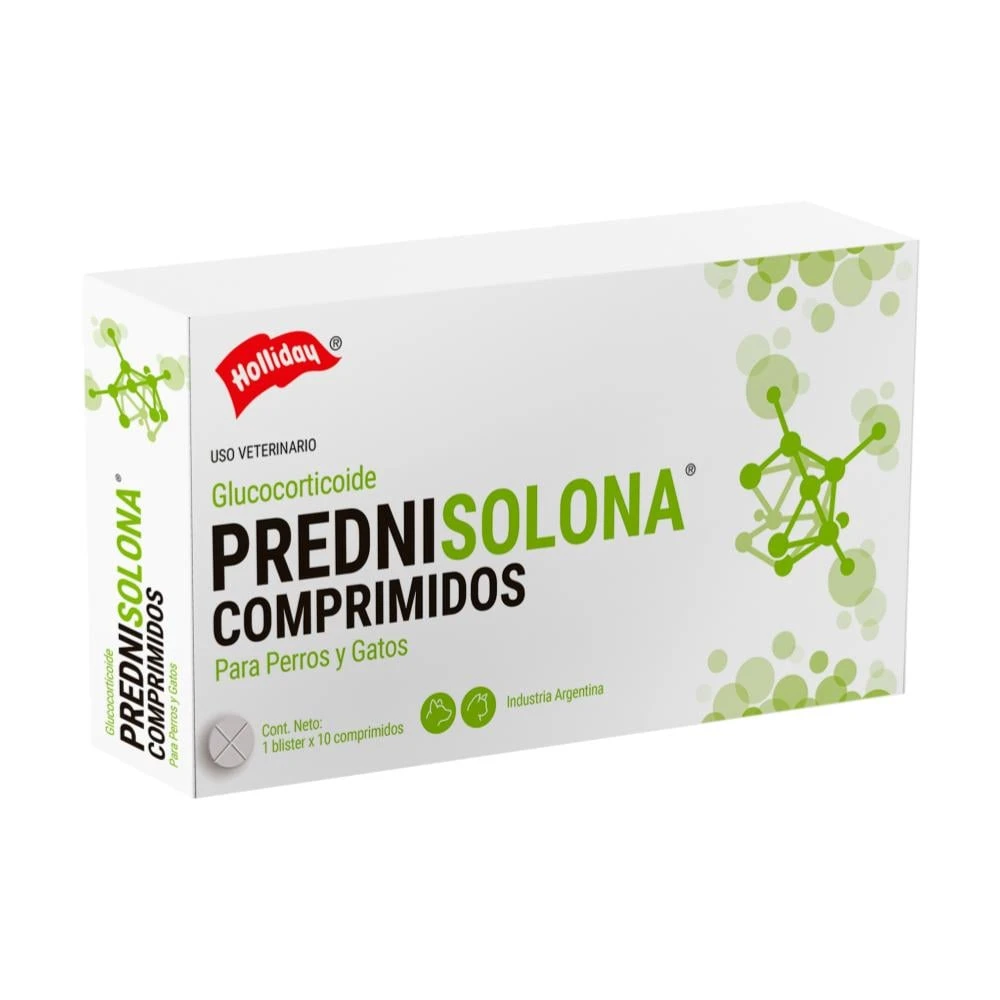 Holliday ®
USO VETERINARIO
Glucocorticoide
PREDNISOLONA®
COMPRIMIDOS
Para Perros y Gatos
Cont. Neto:
1 blister x 10 comprimidos
Industria Argentina
Glucocorticoide
PREDNISOLONA®
COMPRIMIDOS
Para Perros y Gatos